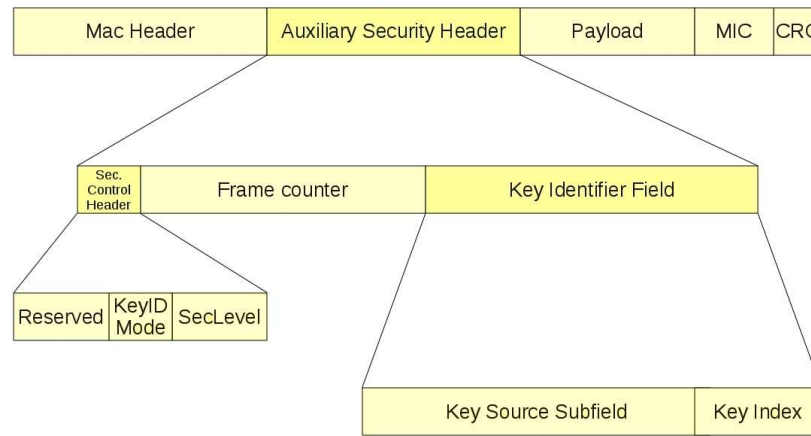 Mac Header
Auxiliary Security Header
Payload
MIC
CRC
Sec.
Control
Header
Frame counter
Key Identifier Field
Reserved
KeyID
Mode
SecLevel
Key Source Subfield
Key Index